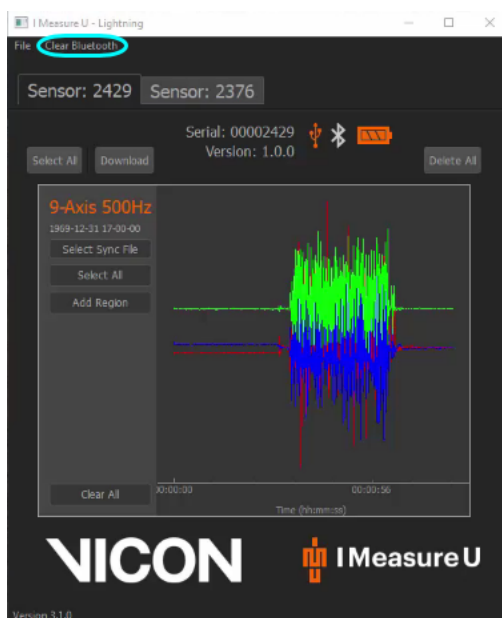 I Measure U - Lightning
File Clear Bluetooth
Sensor: 2429 Sensor: 2376
Serial: 00002429
Version: 1.0.0
Select All Download Delete All
9-Axis 500Hz
1969-12-31 17-00-00
Select Sync File
Select All
Add Region
Clear All
00:00:00 00:00:56
Time (hh:mm:ss)
VICON I Measure U
Version 3.1.0